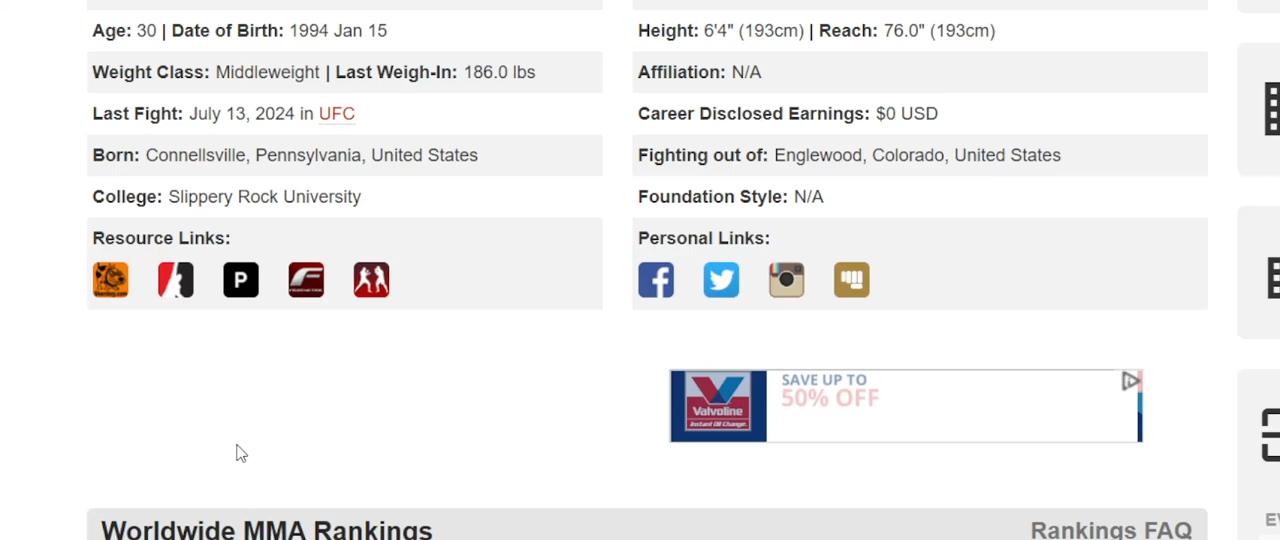 Age: 30 | Date of Birth: 1994 Jan 15
Height: 6'4" (193cm) | Reach: 76.0" (193cm)
Weight Class: Middleweight | Last Weigh-In: 186.0 lbs
Affiliation: N/A
Last Fight: July 13, 2024 in UFC
Career Disclosed Earnings: $0 USD
Born: Connellsville, Pennsylvania, United States
Fighting out of: Englewood, Colorado, United States
College: Slippery Rock University
Foundation Style: N/A
Resource Links:
Personal Links:
P
F
f
Valvoline
Instant Oil Change.
SAVE UP TO
50% OFF
Worldwide MMA Rankings
Rankings FAQ